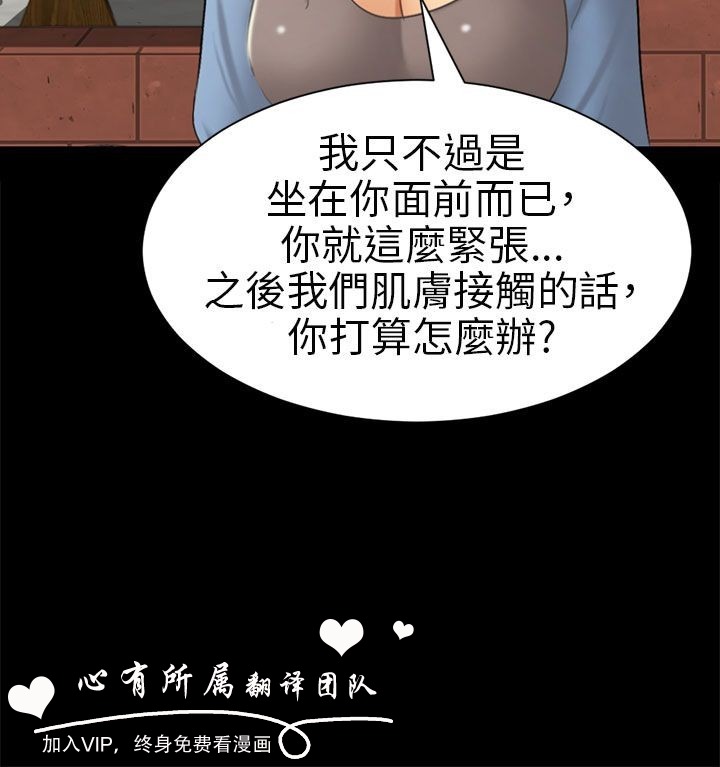 我只不過是
坐在你面前而已，
你就這麼緊張...
之後我們肌膚接觸的話，
你打算怎麼辦?
心有所属翻译团队
加入VIP，终身免费看漫画